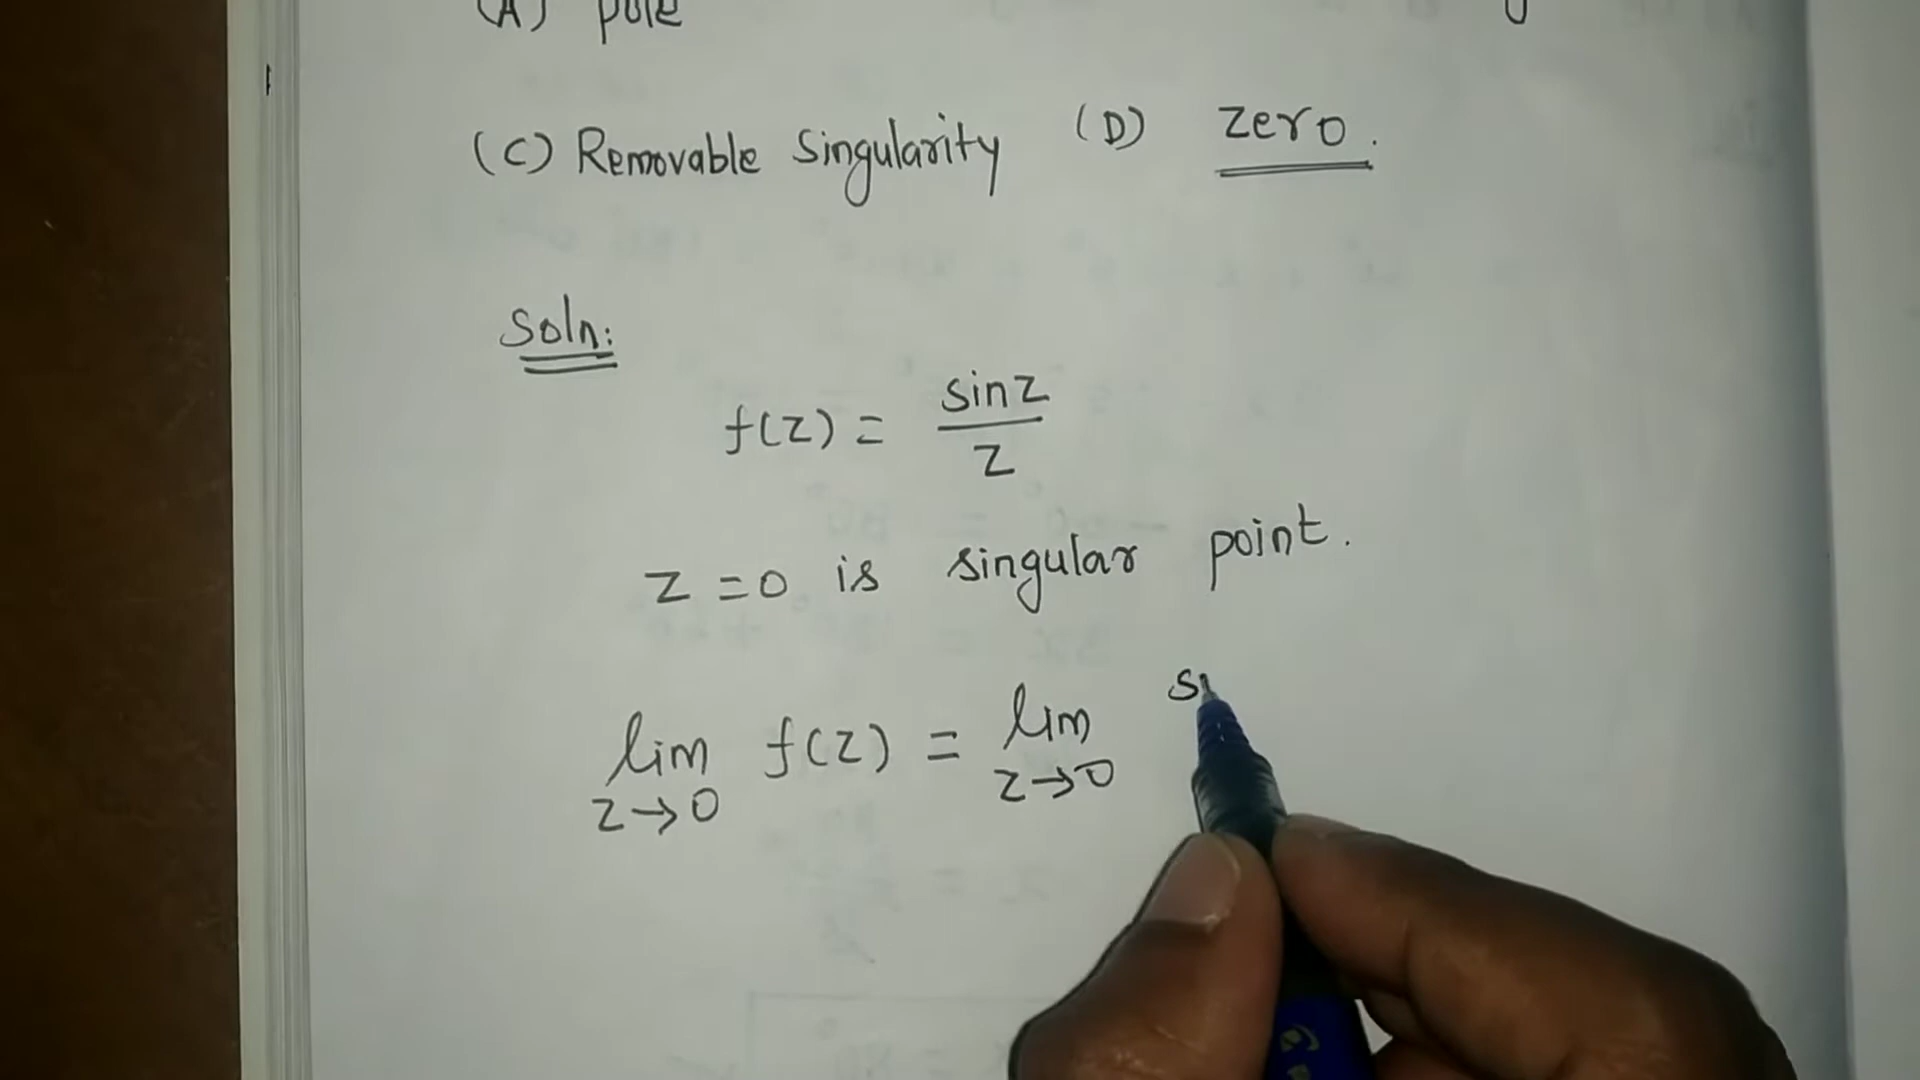 (A) pole
(C) Removable Singularity (D) zero.
Soln:
f(z) = sinz
z
z = 0 is singular point.
lim f(z) = lim s
z→0 z→0